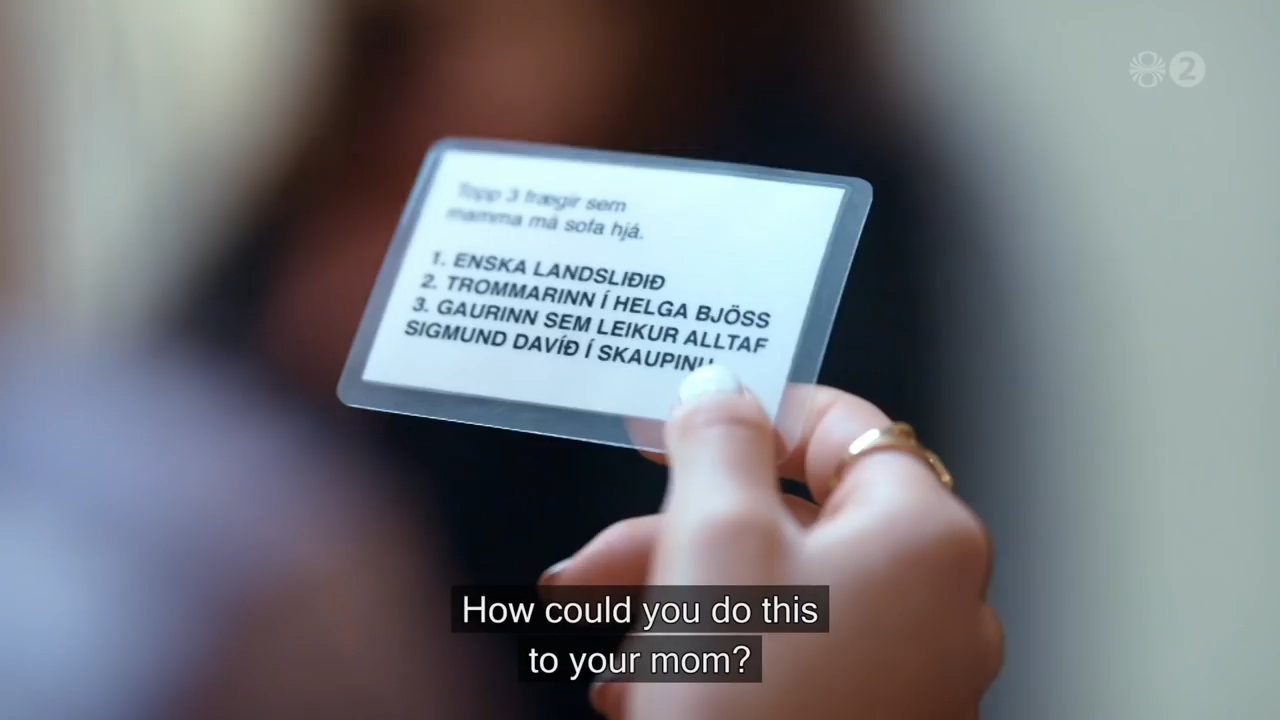 2
Topp 3 frægir sem
mamma má sofa hjá.
1. ENSKA LANDSLIÐIÐ
2. TROMMARINN Í HELGA BJÖSS
3. GAURINN SEM LEIKUR ALLTAF
SIGMUND DAVÍÐ Í SKAUPINU
How could you do this
to your mom?